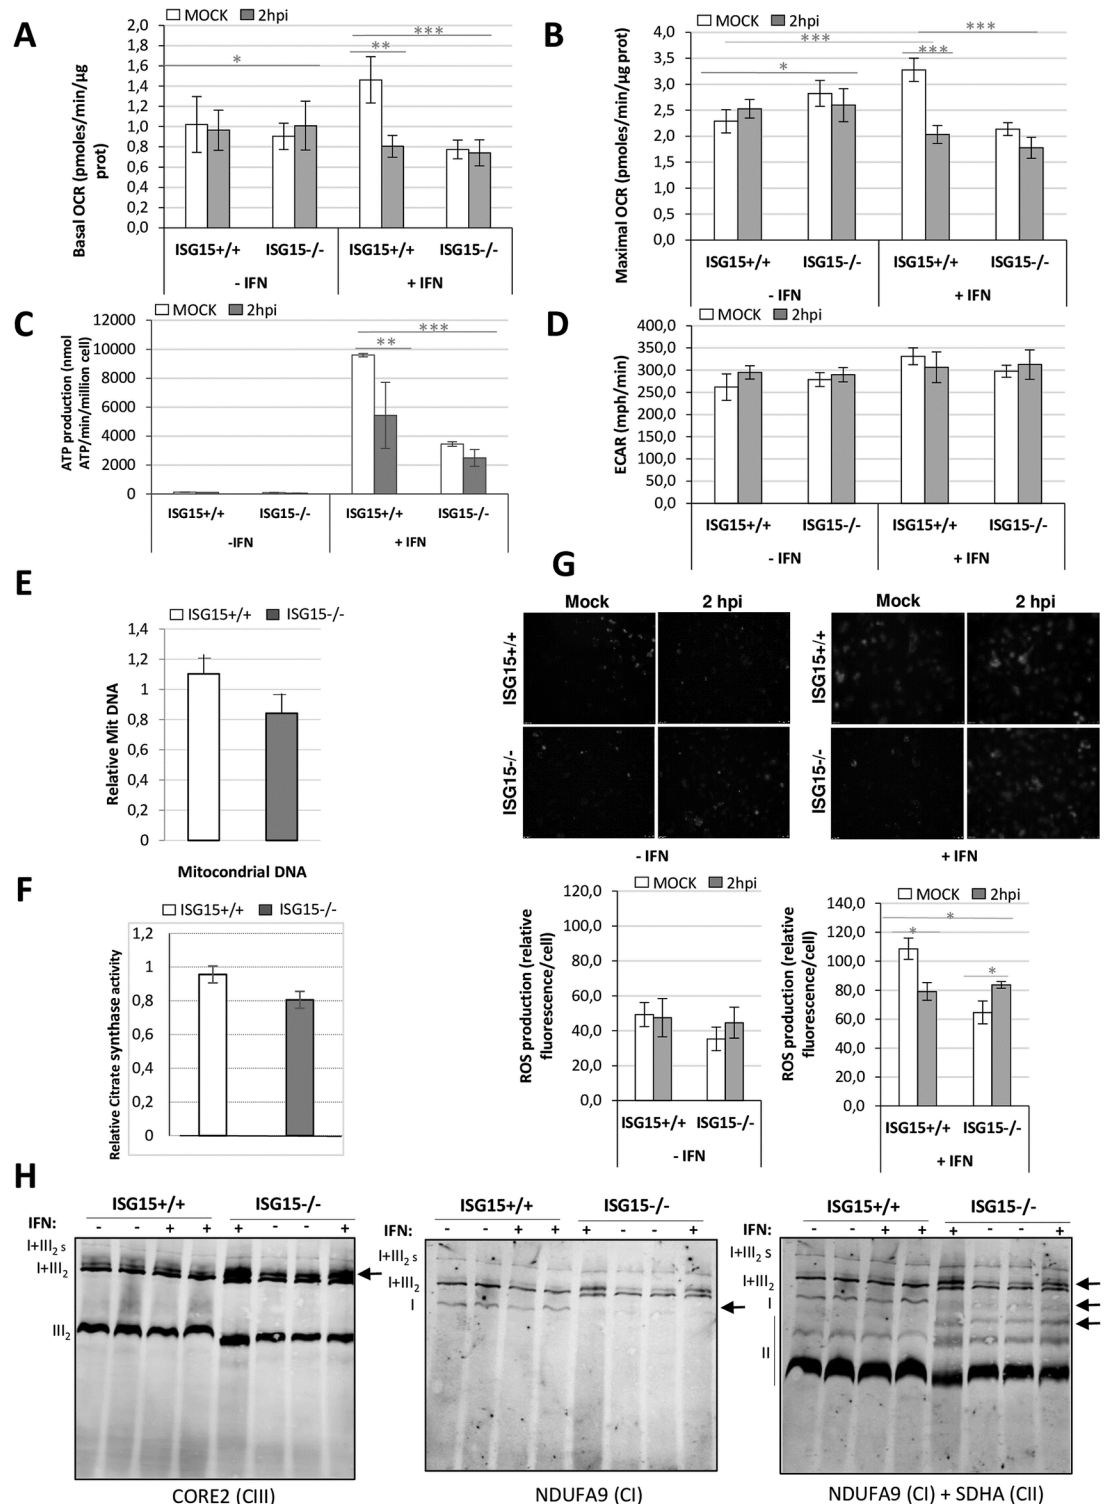 A
MOCK 2hpi
Basal OCR (pmoles/min/µg
prot)
2,0
1,8
1,6
1,4
1,2
1,0
0,8
0,6
0,4
0,2
0,0
*
**
***
ISG15+/+ ISG15-/- ISG15+/+ ISG15-/-
- IFN + IFN
B
MOCK 2hpi
Maximal OCR (pmoles/min/µg prot)
4,0
3,5
3,0
2,5
2,0
1,5
1,0
0,5
0,0
***
*
***
***
ISG15+/+ ISG15-/- ISG15+/+ ISG15-/-
- IFN + IFN
C
MOCK 2hpi
ATP production (nmol
ATP/min/million cell)
12000
10000
8000
6000
4000
2000
0
***
**
ISG15+/+ ISG15-/- ISG15+/+ ISG15-/-
-IFN + IFN
D
MOCK 2hpi
ECAR (mph/min)
400,0
350,0
300,0
250,0
200,0
150,0
100,0
50,0
0,0
ISG15+/+ ISG15-/- ISG15+/+ ISG15-/-
- IFN + IFN
E
ISG15+/+ ISG15-/-
Relative Mit DNA
1,4
1,2
1
0,8
0,6
0,4
0,2
0
Mitocondrial DNA
F
ISG15+/+ ISG15-/-
Relative Citrate synthase activity
1,2
1
0,8
0,6
0,4
0,2
0
G
Mock 2 hpi Mock 2 hpi
ISG15+/+ ISG15+/+
ISG15-/- ISG15-/-
- IFN + IFN
MOCK 2hpi
ROS production (relative
fluorescence/cell)
120,0
100,0
80,0
60,0
40,0
20,0
0,0
ISG15+/+ ISG15-/-
- IFN
MOCK 2hpi
ROS production (relative
fluorescence/cell)
140,0
120,0
100,0
80,0
60,0
40,0
20,0
0,0
*
*
*
ISG15+/+ ISG15-/-
+ IFN
H
ISG15+/+ ISG15-/-
IFN: - - + + + - - +
I+III2 s
I+III2
III2
CORE2 (CIII)
ISG15+/+ ISG15-/-
IFN: - - + + + - - +
I+III2 s
I+III2
I
NDUFA9 (CI)
ISG15+/+ ISG15-/-
IFN: - - + + + - - +
I+III2 s
I+III2
I
II
NDUFA9 (CI) + SDHA (CII)